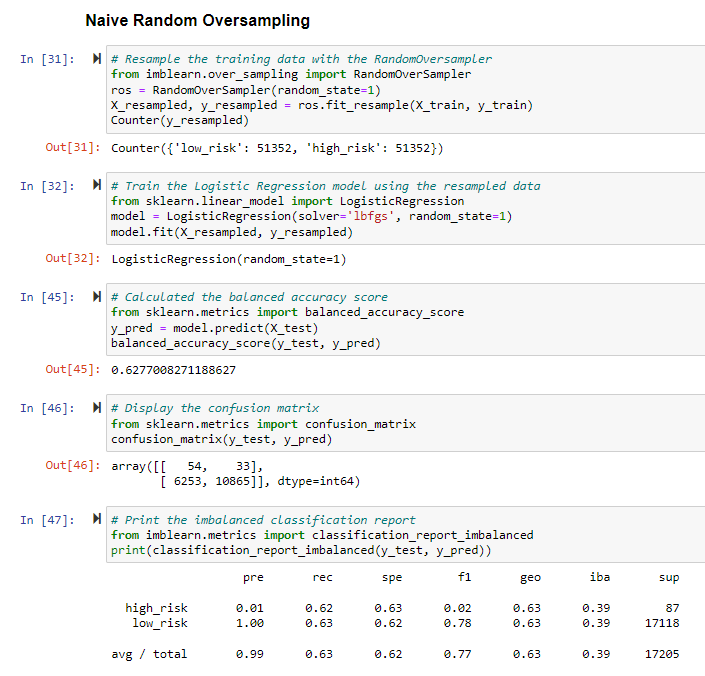 Naive Random Oversampling
In [31]:
# Resample the training data with the RandomOversampler
from imblearn.over_sampling import RandomOverSampler
ros = RandomOverSampler(random_state=1)
X_resampled, y_resampled = ros.fit_resample(X_train, y_train)
Counter(y_resampled)
Out[31]: Counter({'low_risk': 51352, 'high_risk': 51352})
In [32]:
# Train the Logistic Regression model using the resampled data
from sklearn.linear_model import LogisticRegression
model = LogisticRegression(solver='lbfgs', random_state=1)
model.fit(X_resampled, y_resampled)
Out[32]: LogisticRegression(random_state=1)
In [45]:
# Calculated the balanced accuracy score
from sklearn.metrics import balanced_accuracy_score
y_pred = model.predict(X_test)
balanced_accuracy_score(y_test, y_pred)
Out[45]: 0.6277008271188627
In [46]:
# Display the confusion matrix
from sklearn.metrics import confusion_matrix
confusion_matrix(y_test, y_pred)
Out[46]: array([[   54,    33],
       [ 6253, 10865]], dtype=int64)
In [47]:
# Print the imbalanced classification report
from imblearn.metrics import classification_report_imbalanced
print(classification_report_imbalanced(y_test, y_pred))
pre rec spe f1 geo iba sup
high_risk 0.01 0.62 0.63 0.02 0.63 0.39 87
low_risk 1.00 0.63 0.62 0.78 0.63 0.39 17118
avg / total 0.99 0.63 0.62 0.77 0.63 0.39 17205